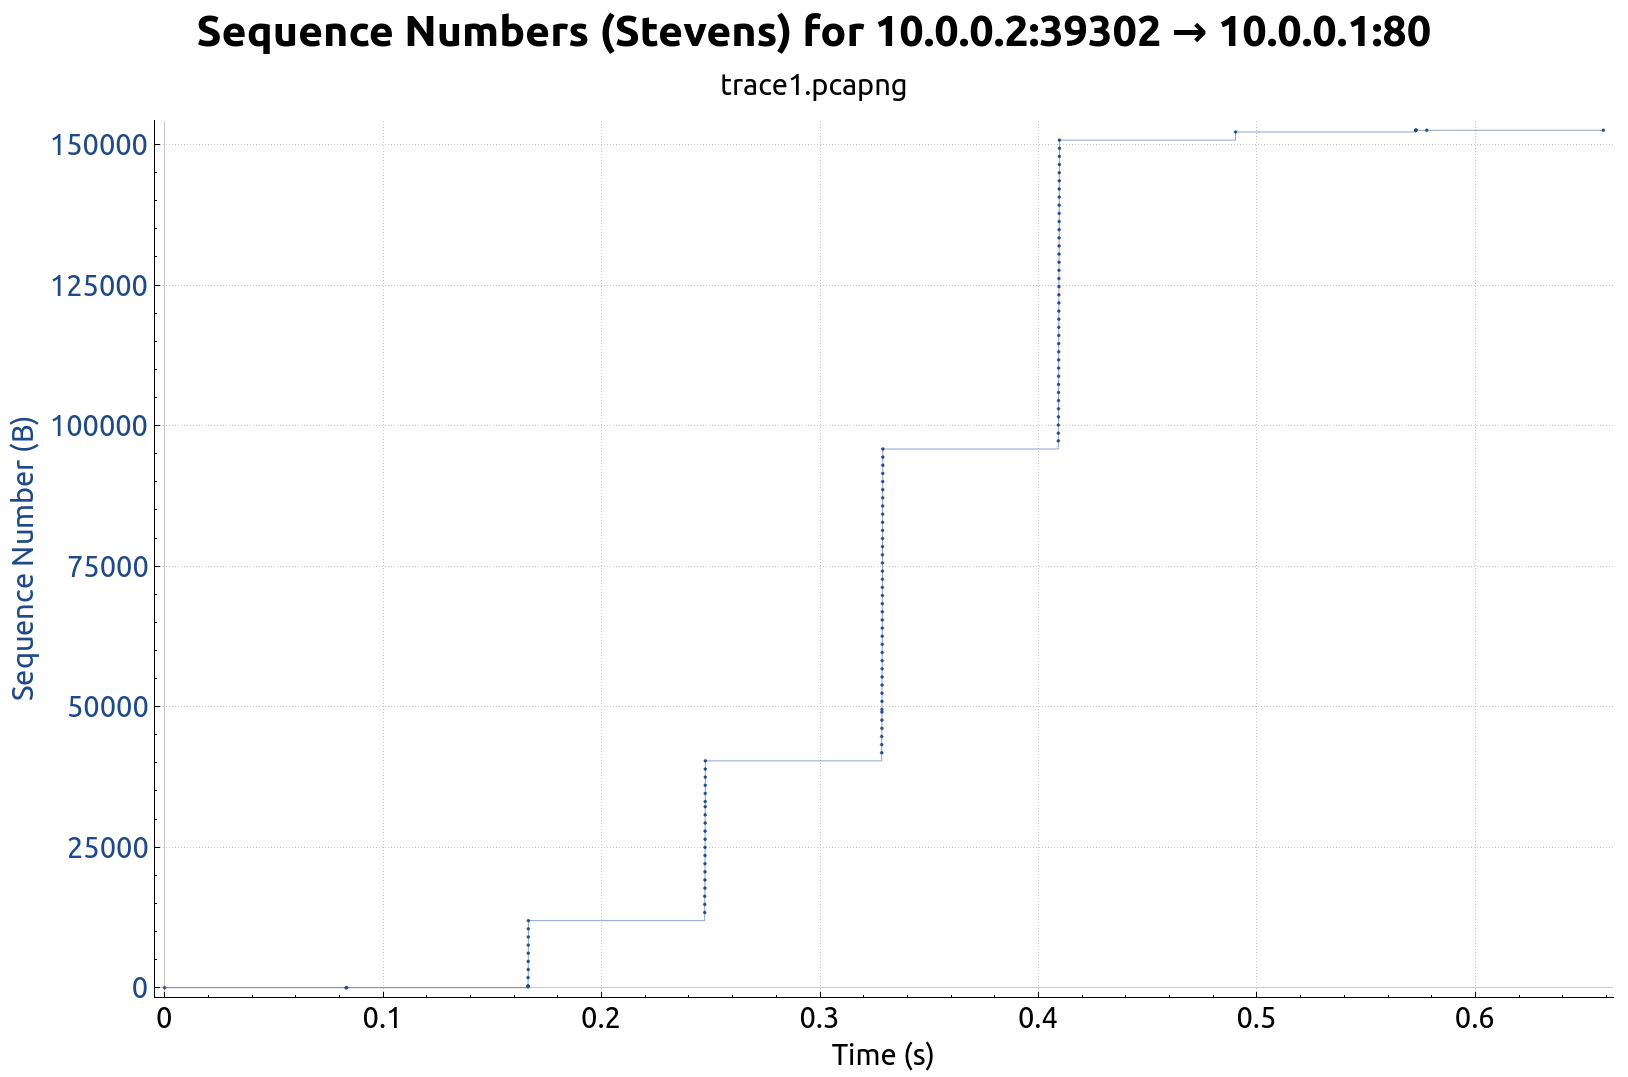 Sequence Numbers (Stevens) for 10.0.0.2:39302 → 10.0.0.1:80
trace1.pcapng
Sequence Number (B)
150000
125000
100000
75000
50000
25000
0
0 0.1 0.2 0.3 0.4 0.5 0.6
Time (s)